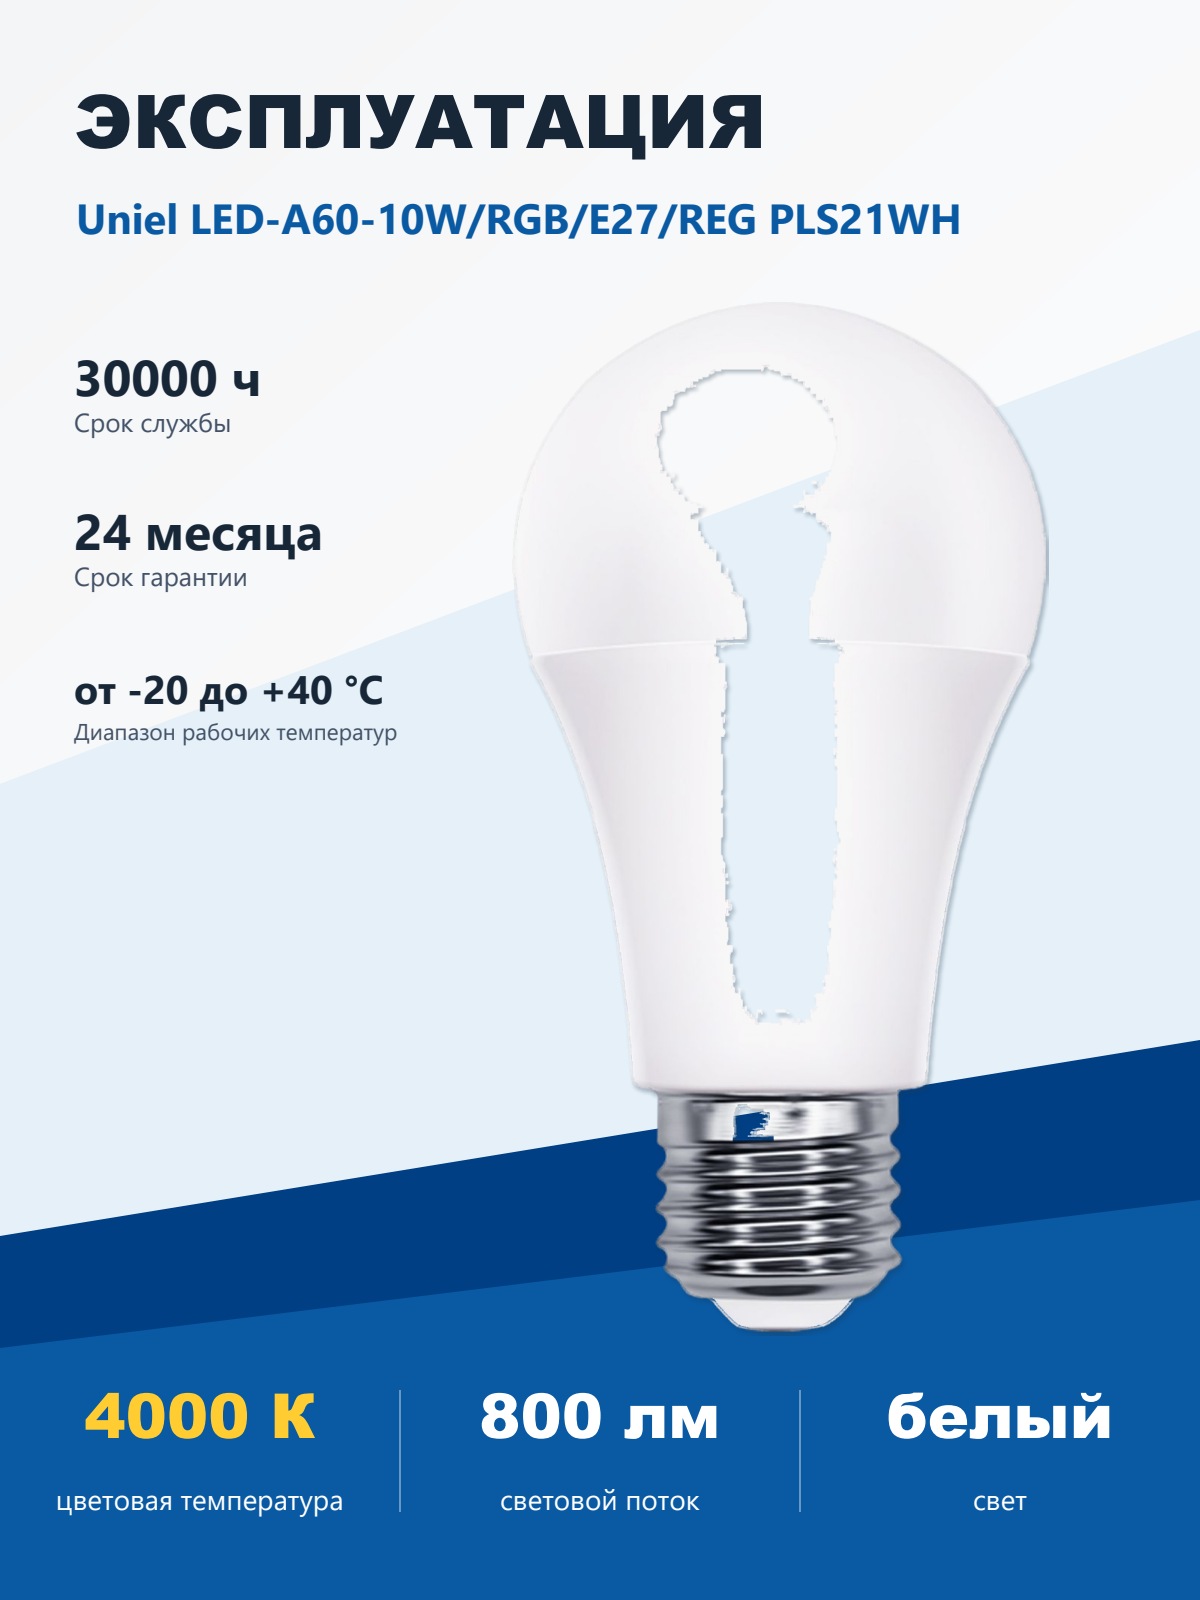 ЭКСПЛУАТАЦИЯ
Uniel LED-A60-10W/RGB/E27/REG PLS21WH
30000 ч
Срок службы
24 месяца
Срок гарантии
от -20 до +40 °C
Диапазон рабочих температур
4000 К
цветовая температура
800 лм
световой поток
белый
свет